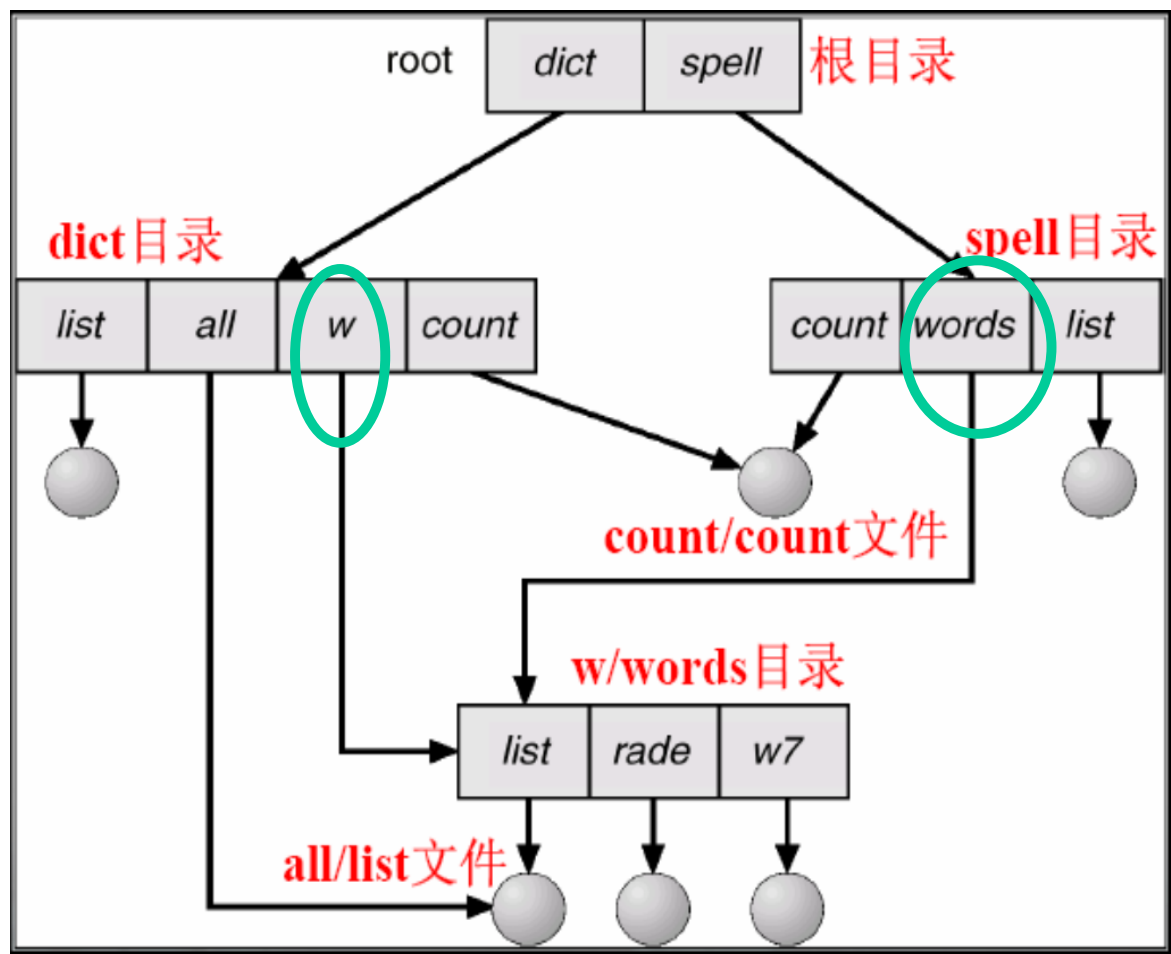 root dict spell 根目录
dict目录 spell目录
list all w count count words list
count/count文件
w/words目录
list rade w7
all/list文件